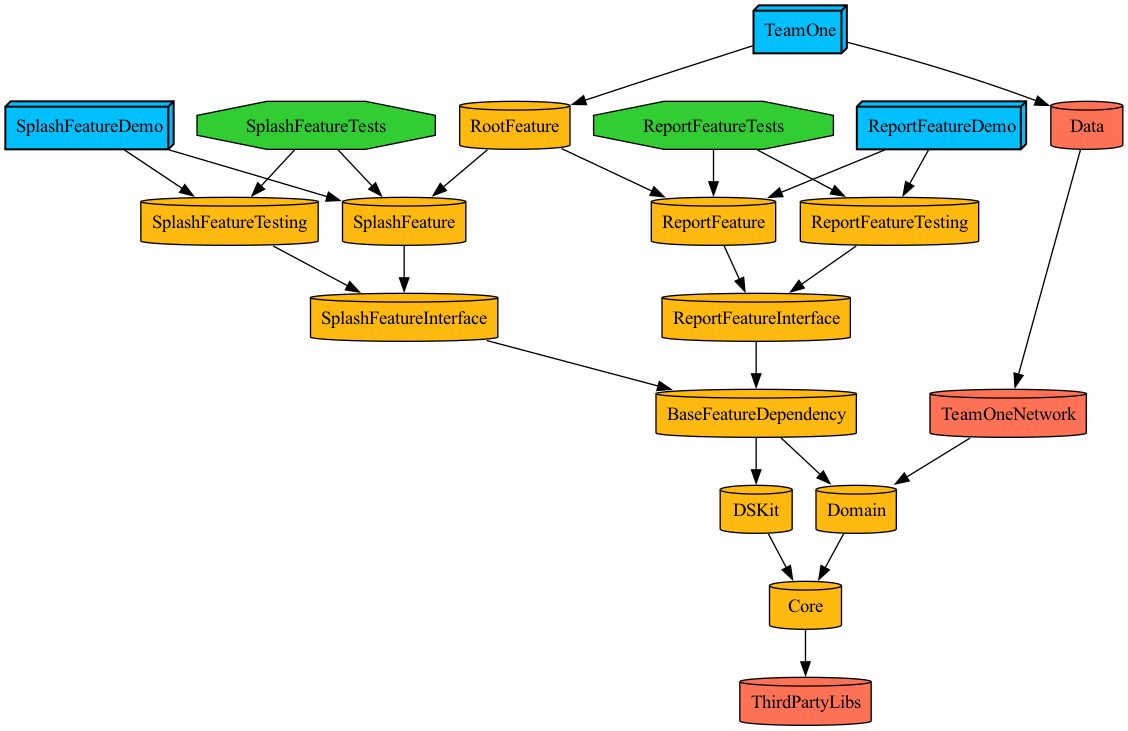 TeamOne
SplashFeatureDemo
SplashFeatureTests
RootFeature
ReportFeatureTests
ReportFeatureDemo
Data
SplashFeatureTesting
SplashFeature
ReportFeature
ReportFeatureTesting
SplashFeatureInterface
ReportFeatureInterface
BaseFeatureDependency
TeamOneNetwork
DSKit
Domain
Core
ThirdPartyLibs